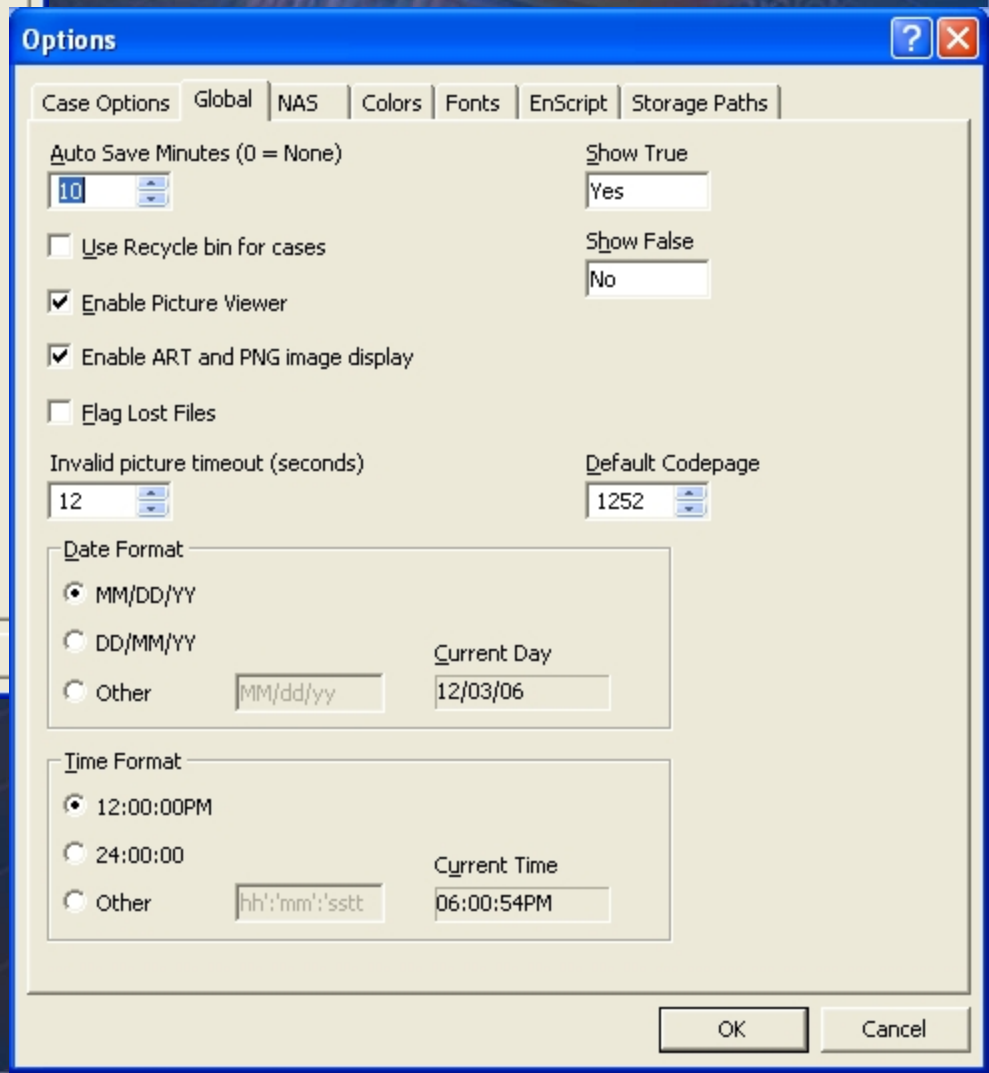 Options
Case Options Global NAS Colors Fonts EnScript Storage Paths
Auto Save Minutes (0 = None)
10
Show True
Yes
Use Recycle bin for cases
Show False
No
Enable Picture Viewer
Enable ART and PNG image display
Flag Lost Files
Invalid picture timeout (seconds)
12
Default Codepage
1252
Date Format
MM/DD/YY
DD/MM/YY
Other
MM/dd/yy
Current Day
12/03/06
Time Format
12:00:00PM
24:00:00
Other
hh':'mm':'sstt
Current Time
06:00:54PM
OK
Cancel